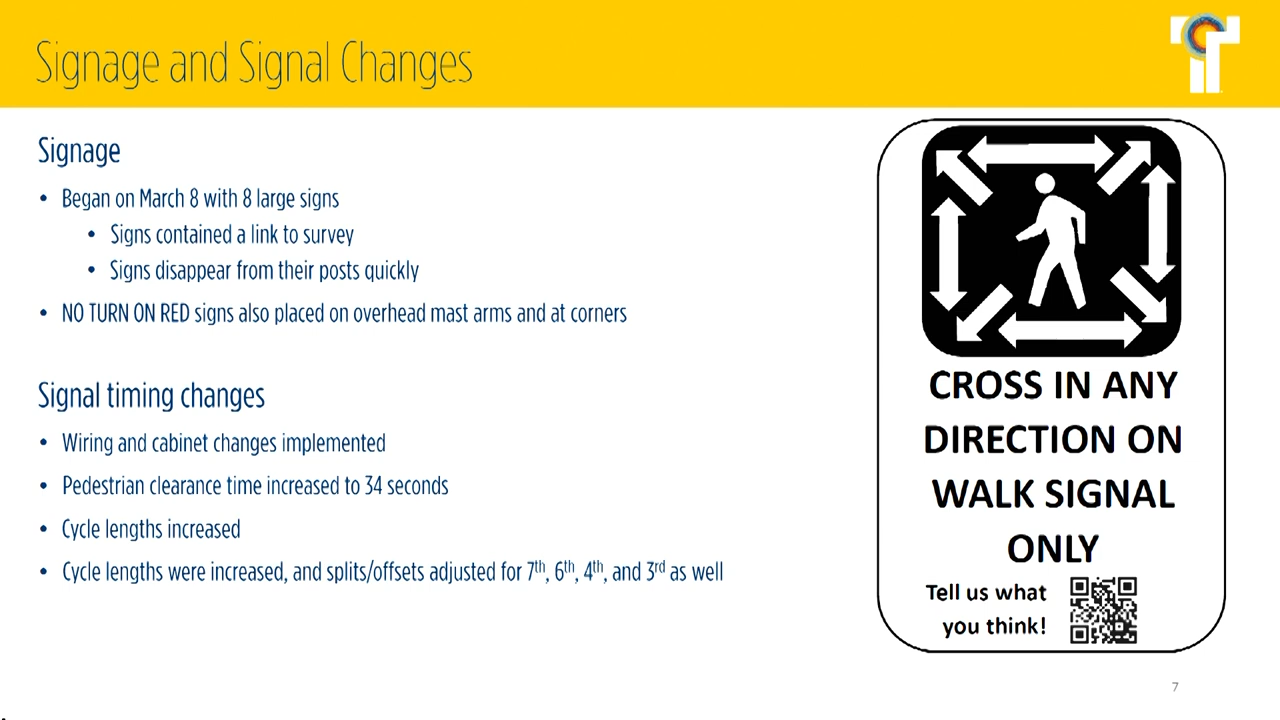 Signage and Signal Changes
Signage
• Began on March 8 with 8 large signs
• Signs contained a link to survey
• Signs disappear from their posts quickly
• NO TURN ON RED signs also placed on overhead mast arms and at corners
Signal timing changes
• Wiring and cabinet changes implemented
• Pedestrian clearance time increased to 34 seconds
• Cycle lengths increased
• Cycle lengths were increased, and splits/offsets adjusted for 7th, 6th, 4th, and 3rd as well
CROSS IN ANY
DIRECTION ON
WALK SIGNAL
ONLY
Tell us what
you think!
7